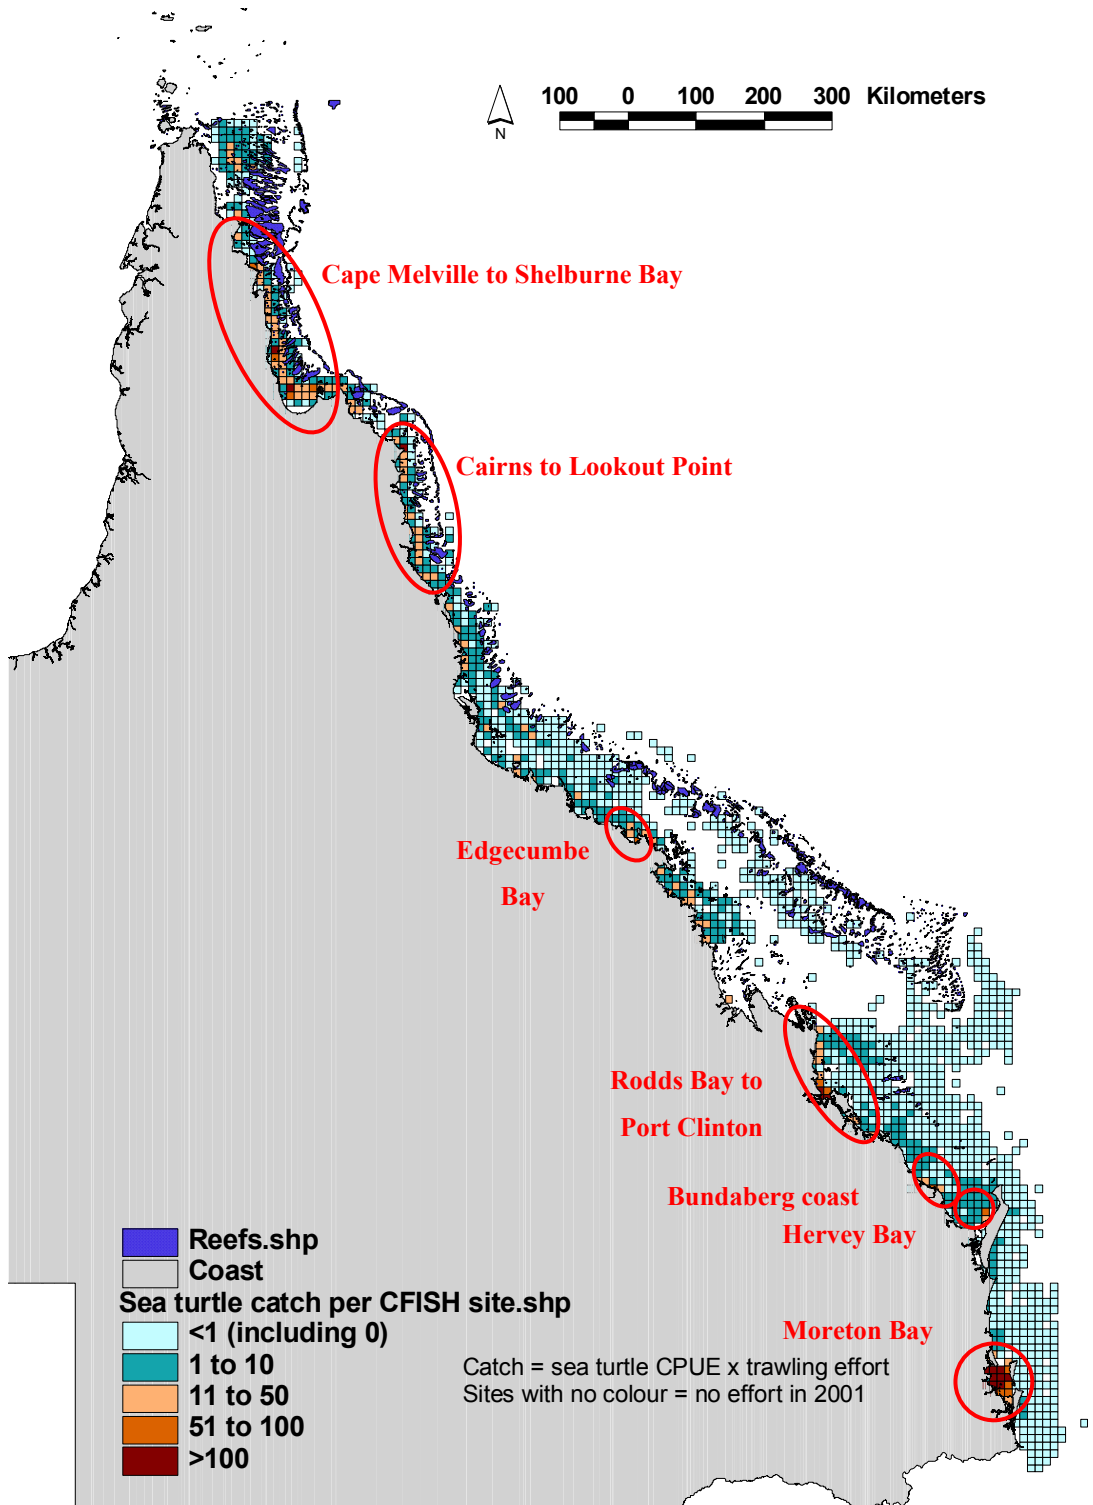 100 0 100 200 300 Kilometers
N
Cape Melville to Shelburne Bay
Cairns to Lookout Point
Edgecumbe
Bay
Rodds Bay to
Port Clinton
Bundaberg coast
Hervey Bay
Moreton Bay
Reefs.shp
Coast
Sea turtle catch per CFISH site.shp
<1 (including 0)
1 to 10
11 to 50
51 to 100
>100
Catch = sea turtle CPUE x trawling effort
Sites with no colour = no effort in 2001